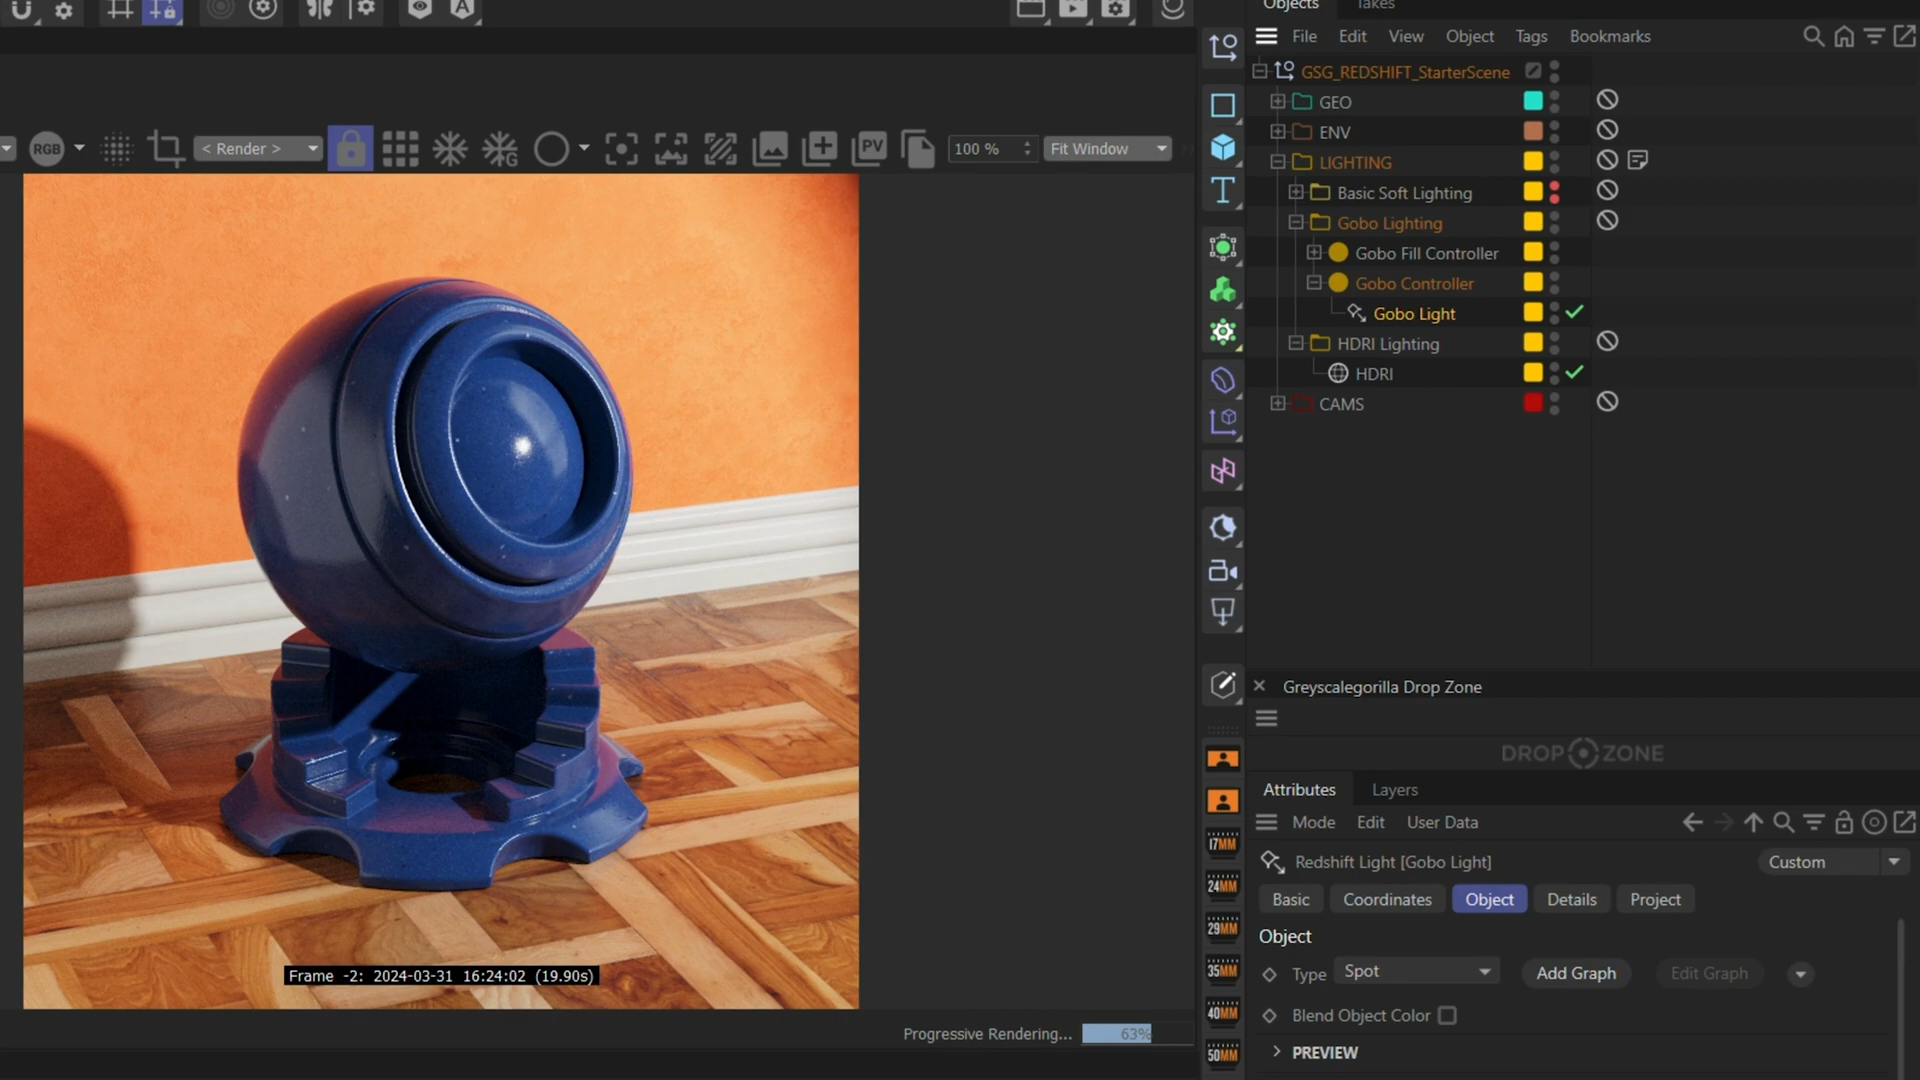 Objects Takes
File Edit View Object Tags Bookmarks
GSG_REDSHIFT_StarterScene
GEO
ENV
LIGHTING
Basic Soft Lighting
Gobo Lighting
Gobo Fill Controller
Gobo Controller
Gobo Light
HDRI Lighting
HDRI
CAMS
RGB
< Render >
G
PV
100 %
Fit Window
T
A
Frame -2: 2024-03-31 16:24:02 (19.90s)
Progressive Rendering... 63%
Greyscalegorilla Drop Zone
DROP ZONE
17MM
24MM
29MM
35MM
40MM
50MM
Attributes Layers
Mode Edit User Data
Redshift Light [Gobo Light]
Custom
Basic Coordinates Object Details Project
Object
Type Spot Add Graph Edit Graph
Blend Object Color
PREVIEW